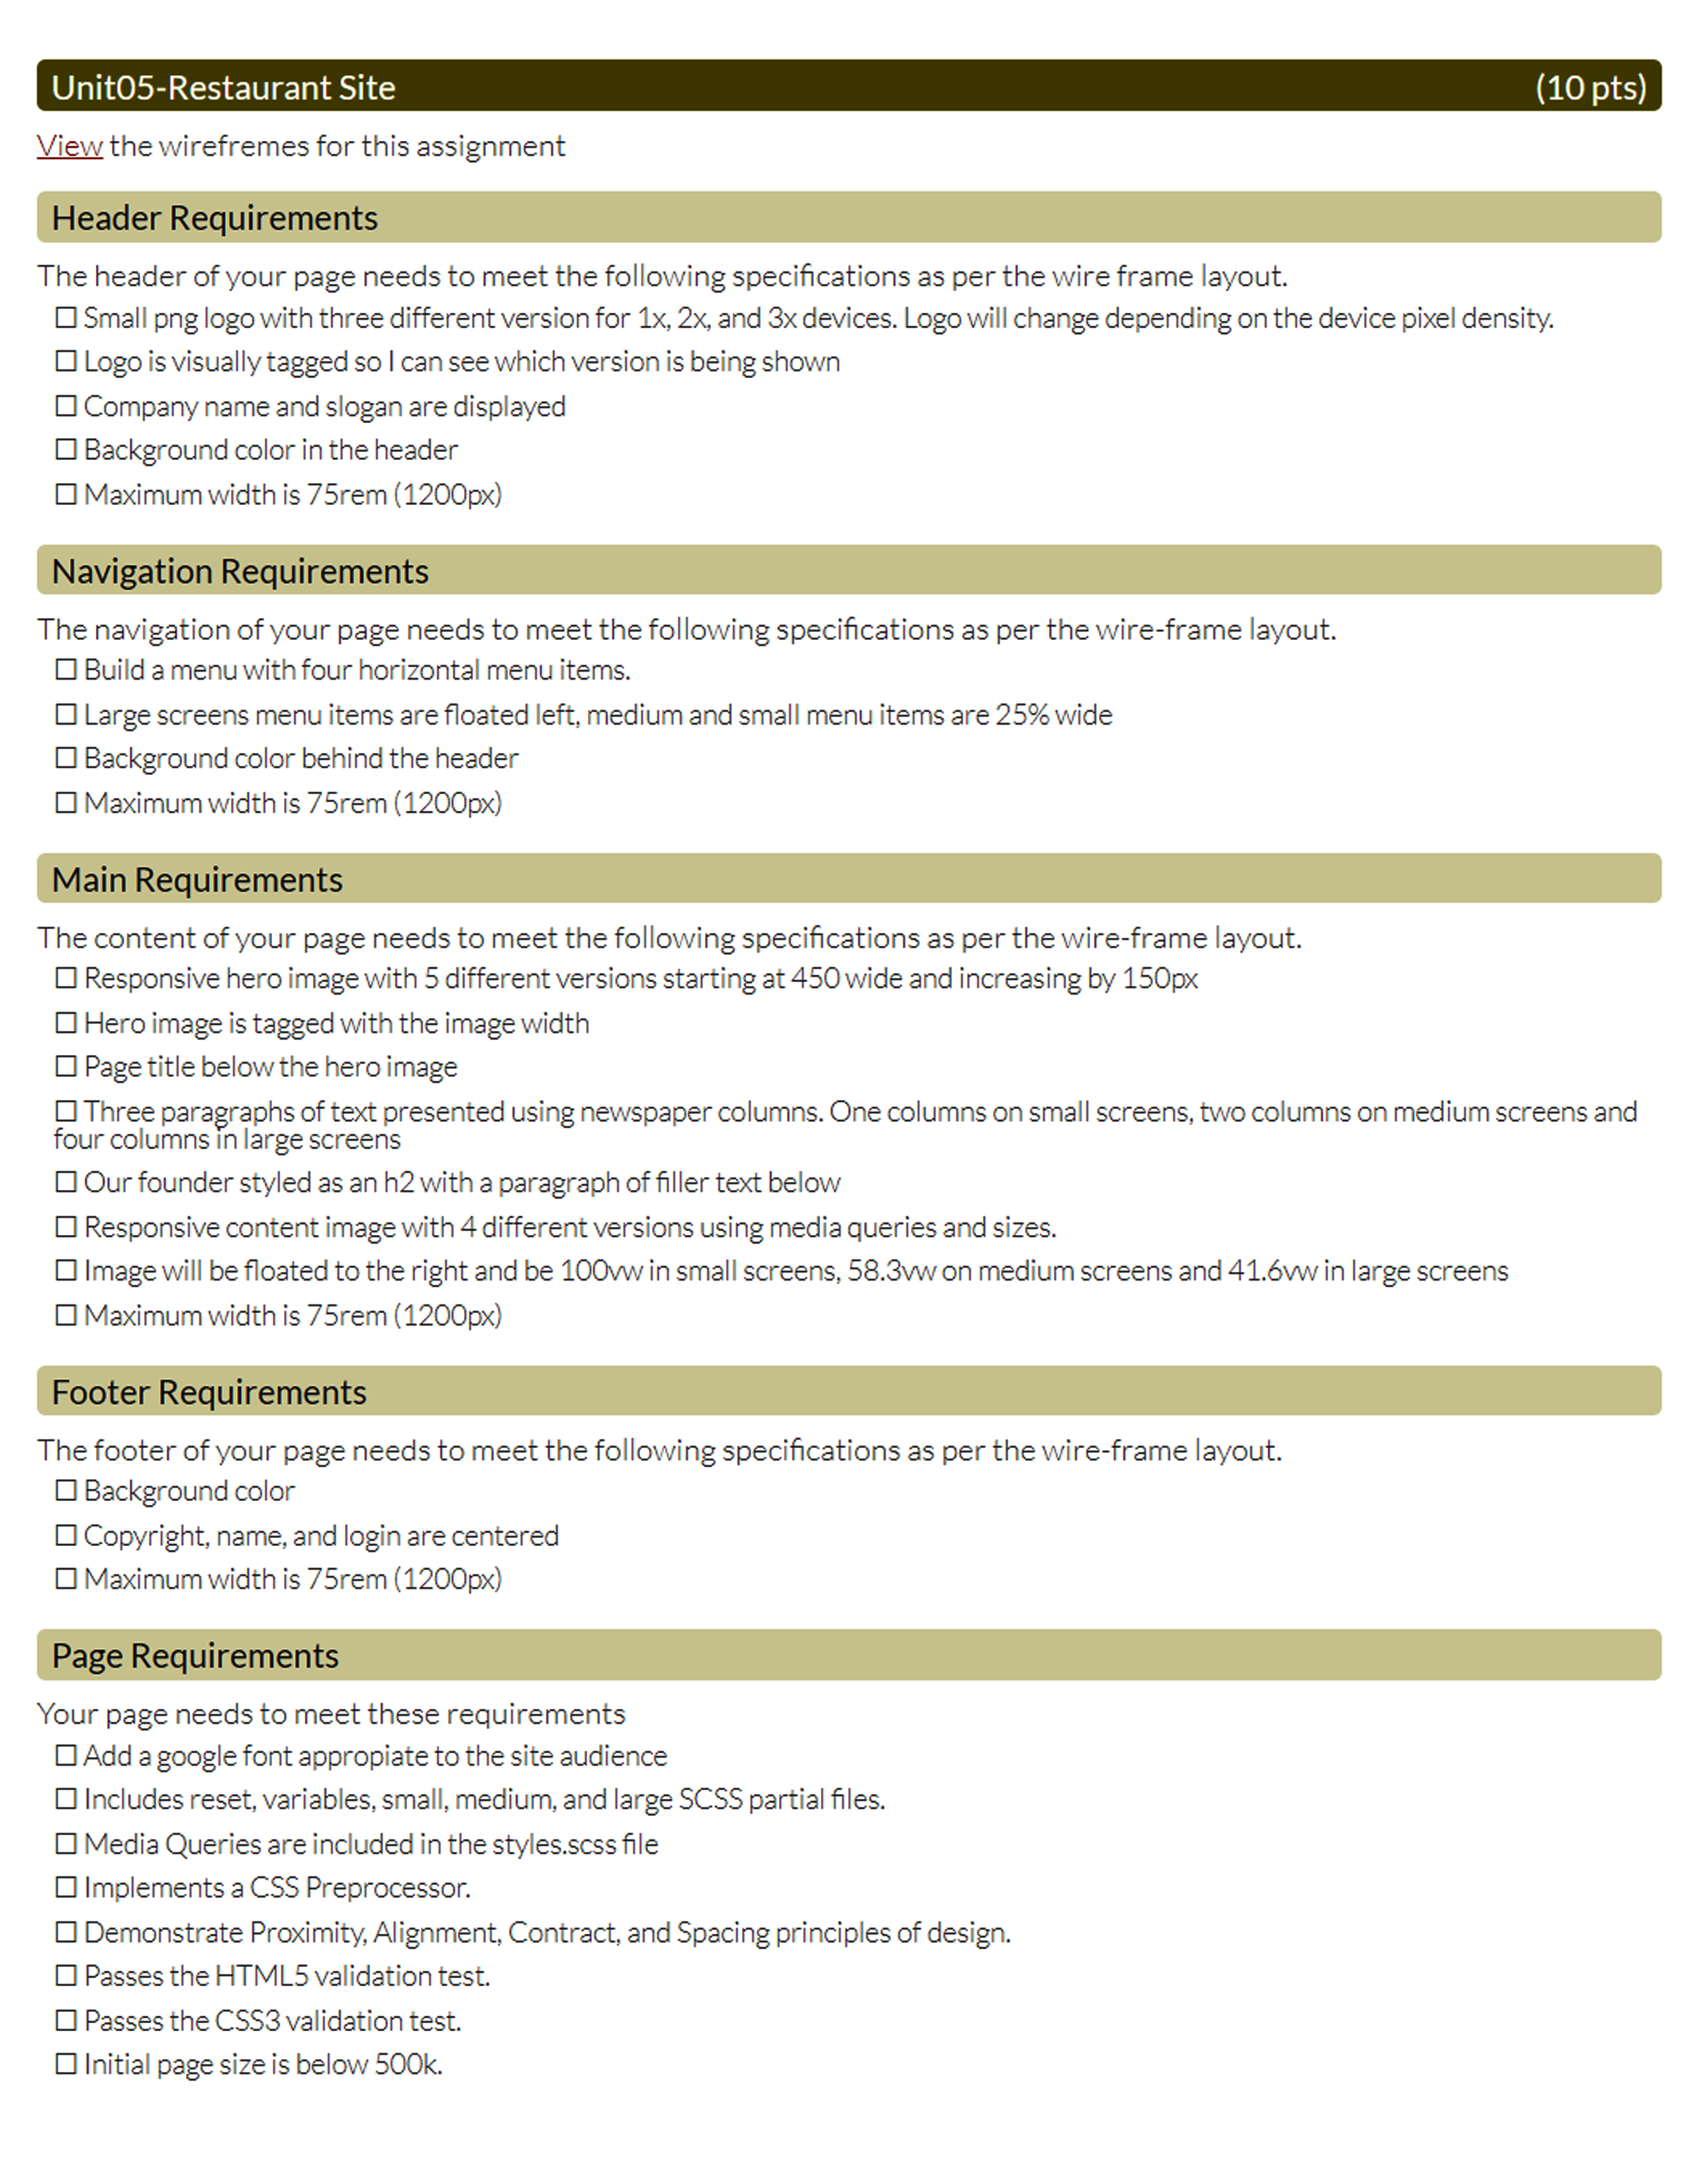 Unit05-Restaurant Site (10 pts)
View the wirefremes for this assignment
Header Requirements
The header of your page needs to meet the following specifications as per the wire frame layout.
☐ Small png logo with three different version for 1x, 2x, and 3x devices. Logo will change depending on the device pixel density.
☐ Logo is visually tagged so I can see which version is being shown
☐ Company name and slogan are displayed
☐ Background color in the header
☐ Maximum width is 75rem (1200px)
Navigation Requirements
The navigation of your page needs to meet the following specifications as per the wire-frame layout.
☐ Build a menu with four horizontal menu items.
☐ Large screens menu items are floated left, medium and small menu items are 25% wide
☐ Background color behind the header
☐ Maximum width is 75rem (1200px)
Main Requirements
The content of your page needs to meet the following specifications as per the wire-frame layout.
☐ Responsive hero image with 5 different versions starting at 450 wide and increasing by 150px
☐ Hero image is tagged with the image width
☐ Page title below the hero image
☐ Three paragraphs of text presented using newspaper columns. One columns on small screens, two columns on medium screens and
four columns in large screens
☐ Our founder styled as an h2 with a paragraph of filler text below
☐ Responsive content image with 4 different versions using media queries and sizes.
☐ Image will be floated to the right and be 100vw in small screens, 58.3vw on medium screens and 41.6vw in large screens
☐ Maximum width is 75rem (1200px)
Footer Requirements
The footer of your page needs to meet the following specifications as per the wire-frame layout.
☐ Background color
☐ Copyright, name, and login are centered
☐ Maximum width is 75rem (1200px)
Page Requirements
Your page needs to meet these requirements
☐ Add a google font appropiate to the site audience
☐ Includes reset, variables, small, medium, and large SCSS partial files.
☐ Media Queries are included in the styles.scss file
☐ Implements a CSS Preprocessor.
☐ Demonstrate Proximity, Alignment, Contract, and Spacing principles of design.
☐ Passes the HTML5 validation test.
☐ Passes the CSS3 validation test.
☐ Initial page size is below 500k.